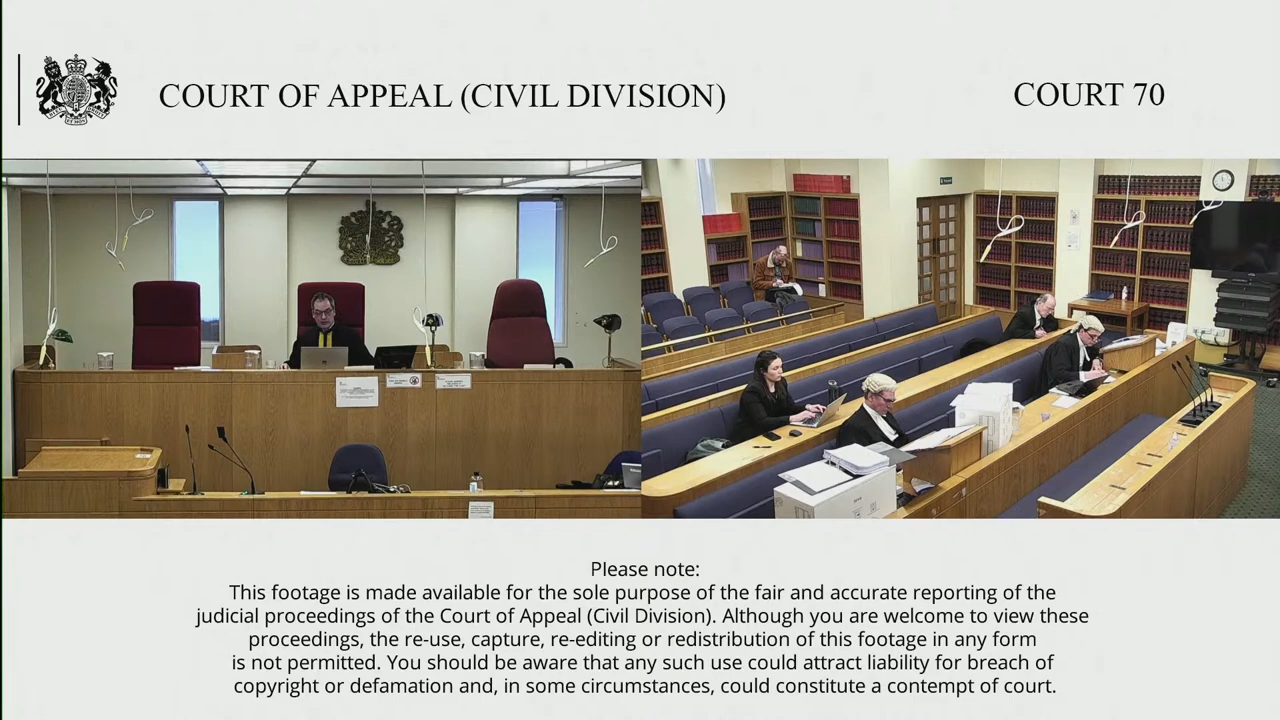 COURT OF APPEAL (CIVIL DIVISION)
COURT 70
Please note:
This footage is made available for the sole purpose of the fair and accurate reporting of the
judicial proceedings of the Court of Appeal (Civil Division). Although you are welcome to view these
proceedings, the re-use, capture, re-editing or redistribution of this footage in any form
is not permitted. You should be aware that any such use could attract liability for breach of
copyright or defamation and, in some circumstances, could constitute a contempt of court.